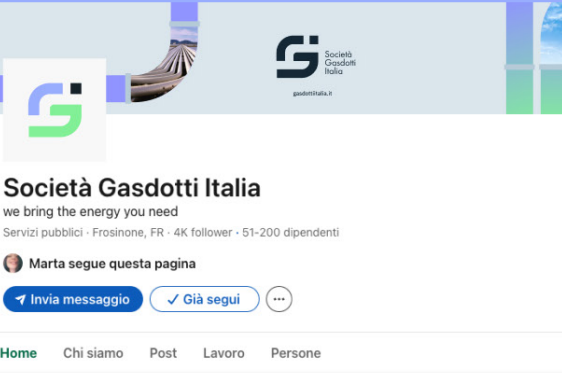 Società
Gasdotti
Italia
gasdottiitalia.it
Società Gasdotti Italia
we bring the energy you need
Servizi pubblici · Frosinone, FR · 4K follower · 51-200 dipendenti
Marta segue questa pagina
Invia messaggio
Già segui
Home Chi siamo Post Lavoro Persone